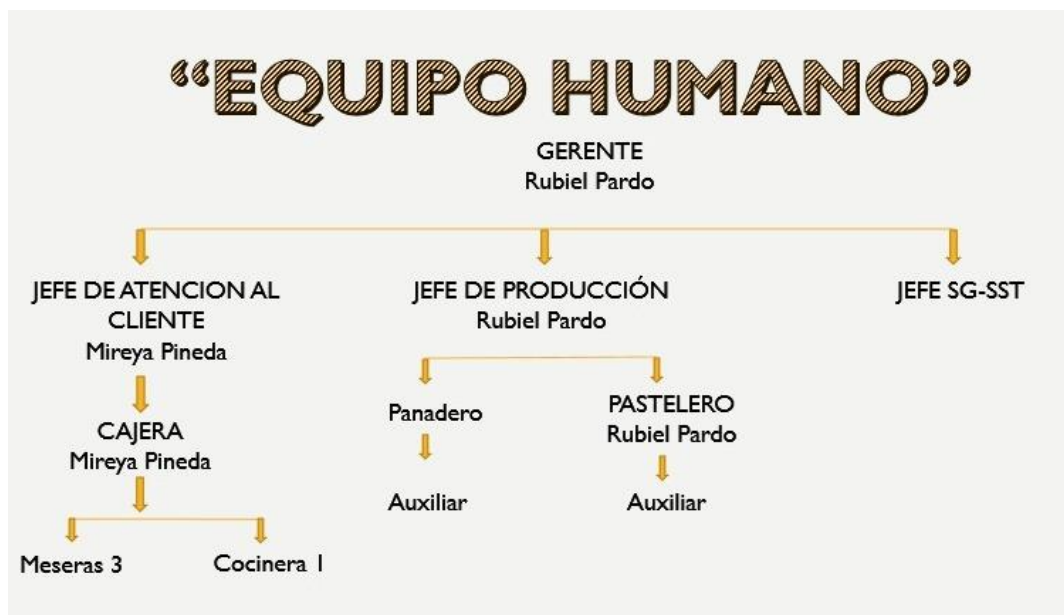 “EQUIPO HUMANO”
GERENTE
Rubiel Pardo
JEFE DE ATENCION AL
CLIENTE
Mireya Pineda
CAJERA
Mireya Pineda
Meseras 3
Cocinera 1
JEFE DE PRODUCCIÓN
Rubiel Pardo
Panadero
Auxiliar
PASTELERO
Rubiel Pardo
Auxiliar
JEFE SG-SST